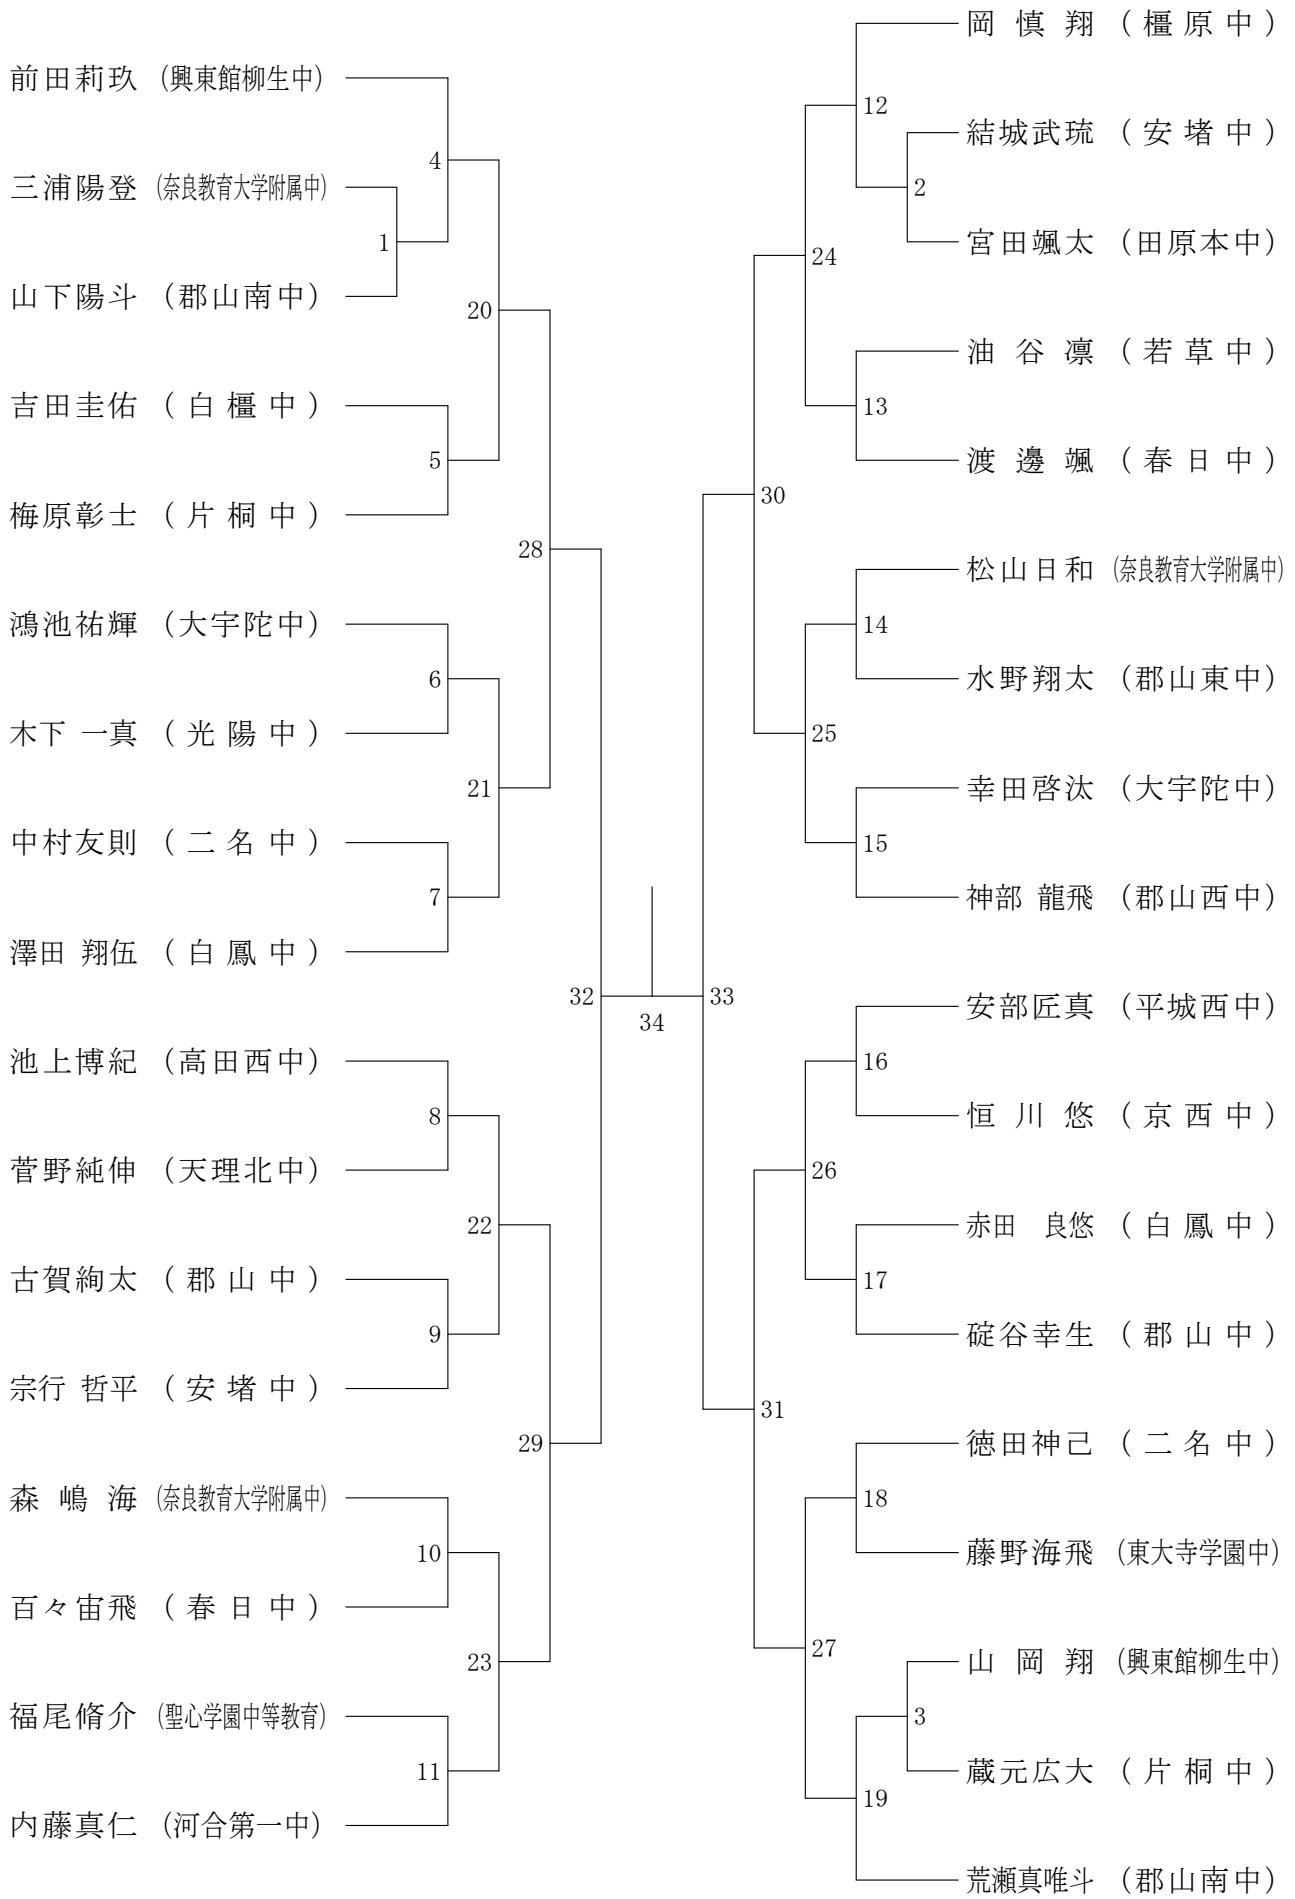 前田莉玖 (興東館柳生中)
4
三浦陽登 (奈良教育大学附属中)
1
山下陽斗 (郡山南中)
20
吉田圭佑 (白橿中)
5
梅原彰士 (片桐中)
28
鴻池祐輝 (大宇陀中)
6
木下 一真 (光陽中)
21
中村友則 (二名中)
7
澤田 翔伍 (白鳳中)
32
池上博紀 (高田西中)
8
菅野純伸 (天理北中)
22
古賀絢太 (郡山中)
9
宗行 哲平 (安堵中)
29
森嶋海 (奈良教育大学附属中)
10
百々宙飛 (春日中)
23
福尾脩介 (聖心学園中等教育)
11
内藤真仁 (河合第一中)
34
岡慎翔 (橿原中)
12
結城武琉 (安堵中)
2
宮田颯太 (田原本中)
24
油谷凛 (若草中)
13
渡邊颯 (春日中)
30
松山日和 (奈良教育大学附属中)
14
水野翔太 (郡山東中)
25
幸田啓汰 (大宇陀中)
15
神部 龍飛 (郡山西中)
33
安部匠真 (平城西中)
16
恒川悠 (京西中)
26
赤田 良悠 (白鳳中)
17
碇谷幸生 (郡山中)
31
徳田神己 (二名中)
18
藤野海飛 (東大寺学園中)
27
山岡翔 (興東館柳生中)
3
蔵元広大 (片桐中)
19
荒瀬真唯斗 (郡山南中)